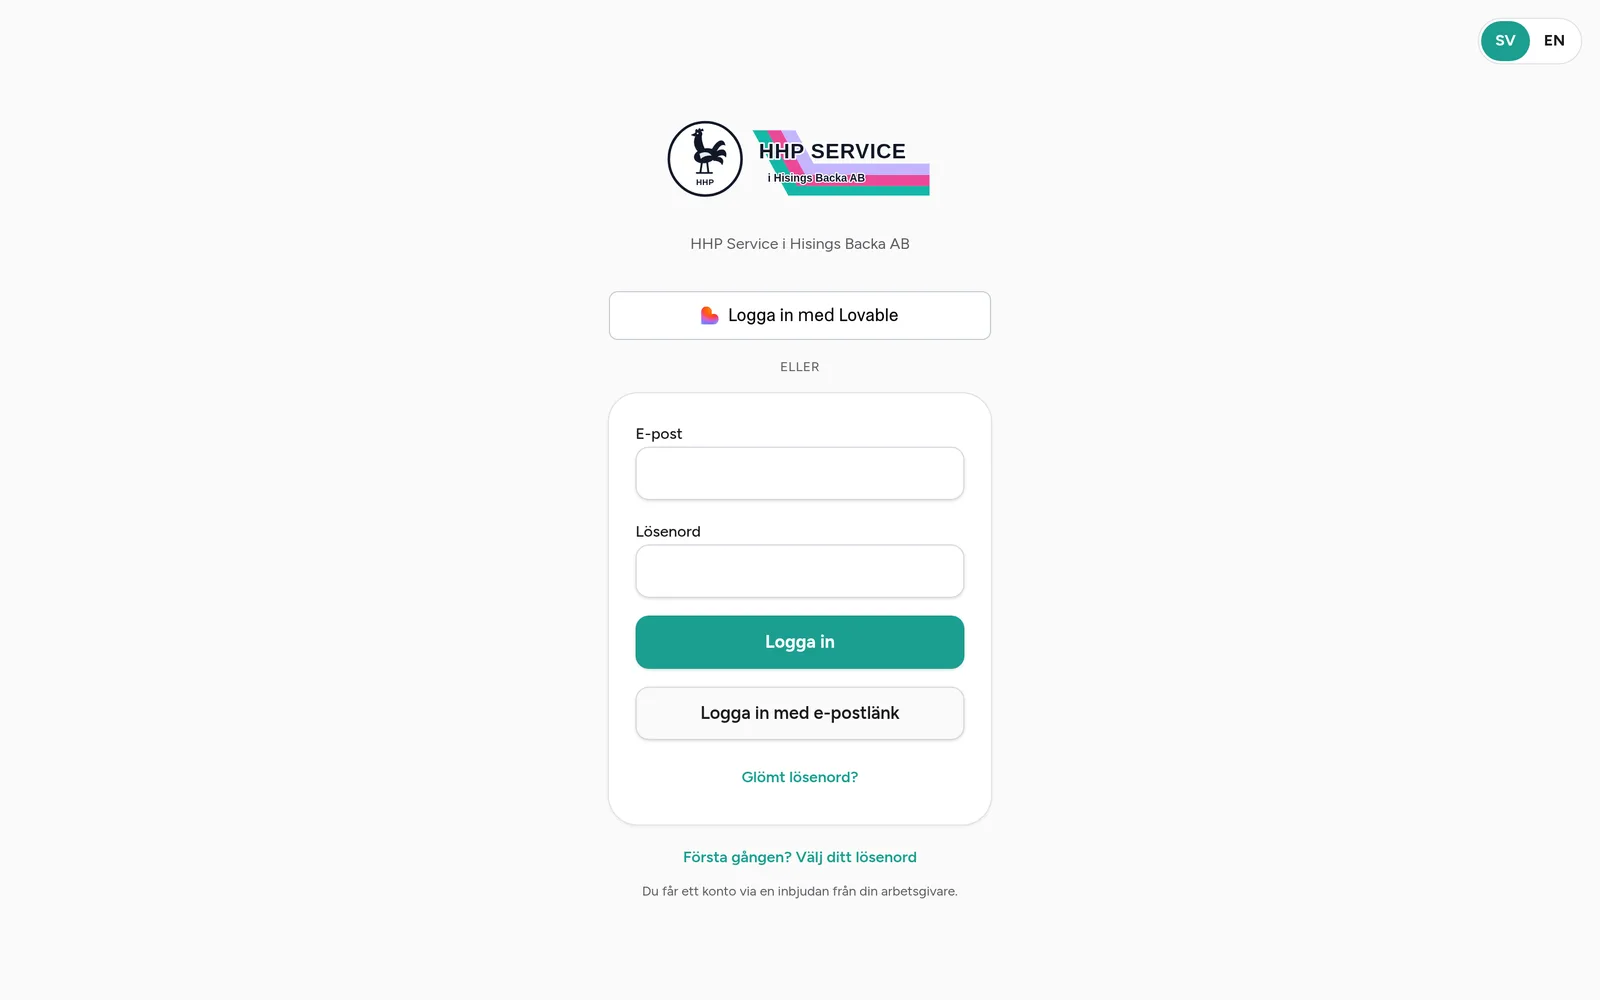 SV EN
HHP
HHP SERVICE
i Hisings Backa AB
HHP Service i Hisings Backa AB
Logga in med Lovable
ELLER
E-post
Lösenord
Logga in
Logga in med e-postlänk
Glömt lösenord?
Första gången? Välj ditt lösenord
Du får ett konto via en inbjudan från din arbetsgivare.